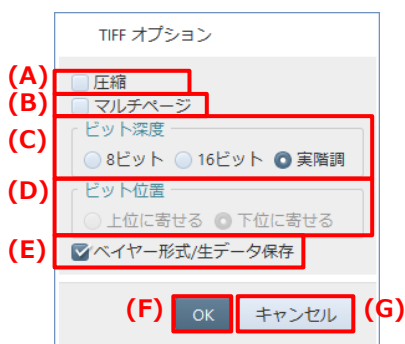 TIFF オプション
(A) 圧縮
(B) マルチページ
(C) ビット深度
8ビット 16ビット 実階調
(D) ビット位置
上位に寄せる 下位に寄せる
(E) ベイヤー形式/生データ保存
(F) OK キャンセル (G)